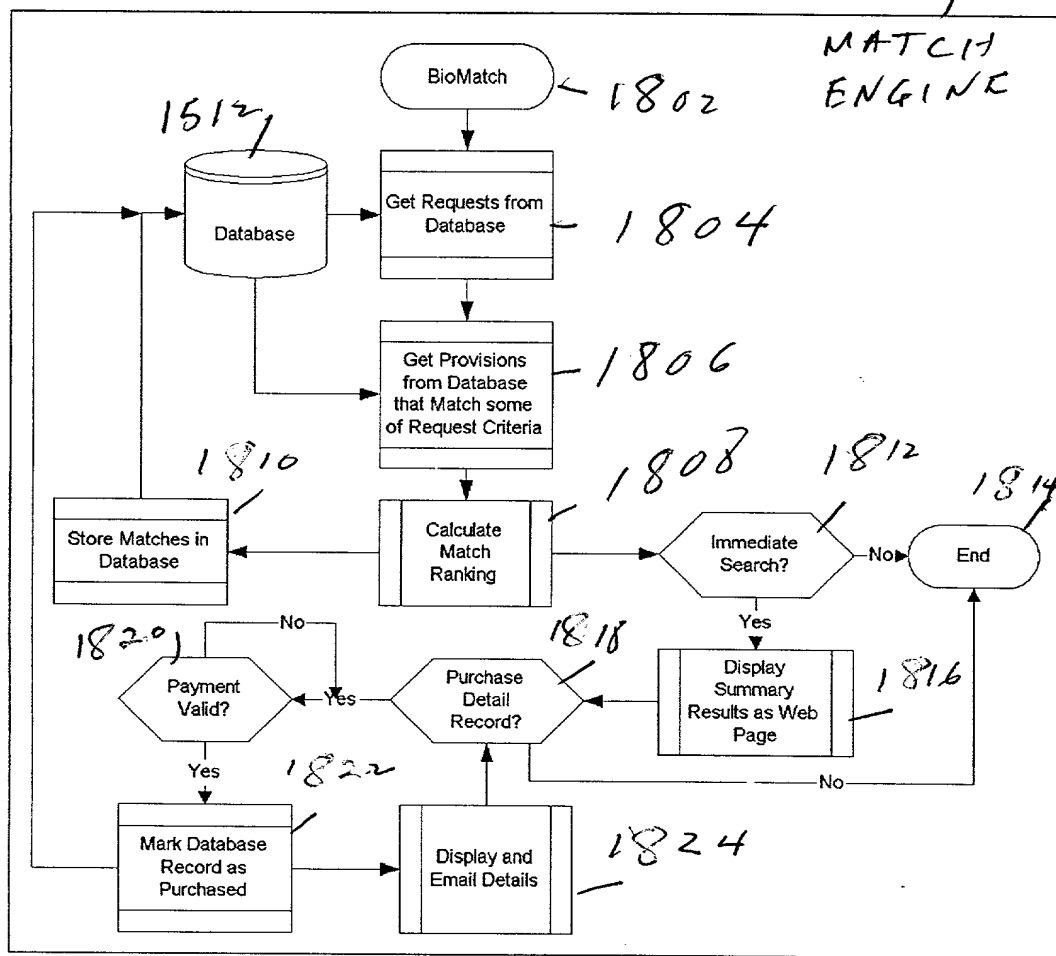 MATCH
ENGINE
BioMatch
1802
1512
Database
Get Requests from
Database
1804
Get Provisions
from Database
that Match some
of Request Criteria
1806
1810
Store Matches in
Database
1808
Calculate
Match
Ranking
1812
Immediate
Search?
No
1814
End
Yes
1820
No
Payment
Valid?
Yes
1818
Purchase
Detail
Record?
Display
Summary
Results as Web
Page
1816
Yes
No
1822
Mark Database
Record as
Purchased
Display and
Email Details
1824